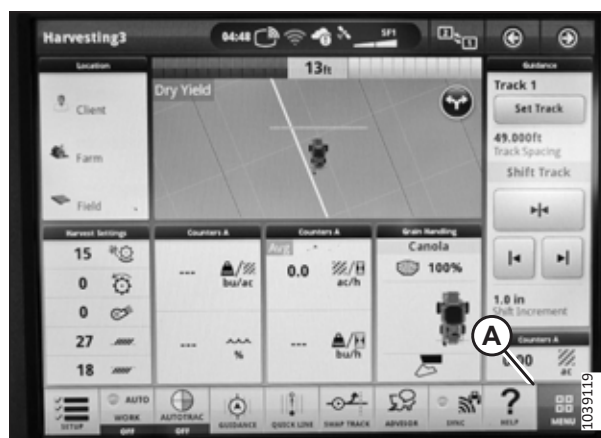 Harvesting3
04:48
SF1
2
1
Location
Client
Farm
Field
13ft
Dry Yield
Guidance
Track 1
Set Track
49.000ft
Track Spacing
Shift Track
1.0 in
Shift Increment
Harvest Settings
15
0
0
27
18
Counters A
---
bu/ac
---
%
Counters A
Avg
0.0
ac/h
---
bu/h
Grain Handling
Canola
100%
Counters A
ac
A
SETUP
AUTO
WORK
OFF
AUTOTRAC
OFF
GUIDANCE
QUICK LINE
SWAP TRACK
ADVISOR
SYNC
?
HELP
MENU
1039119